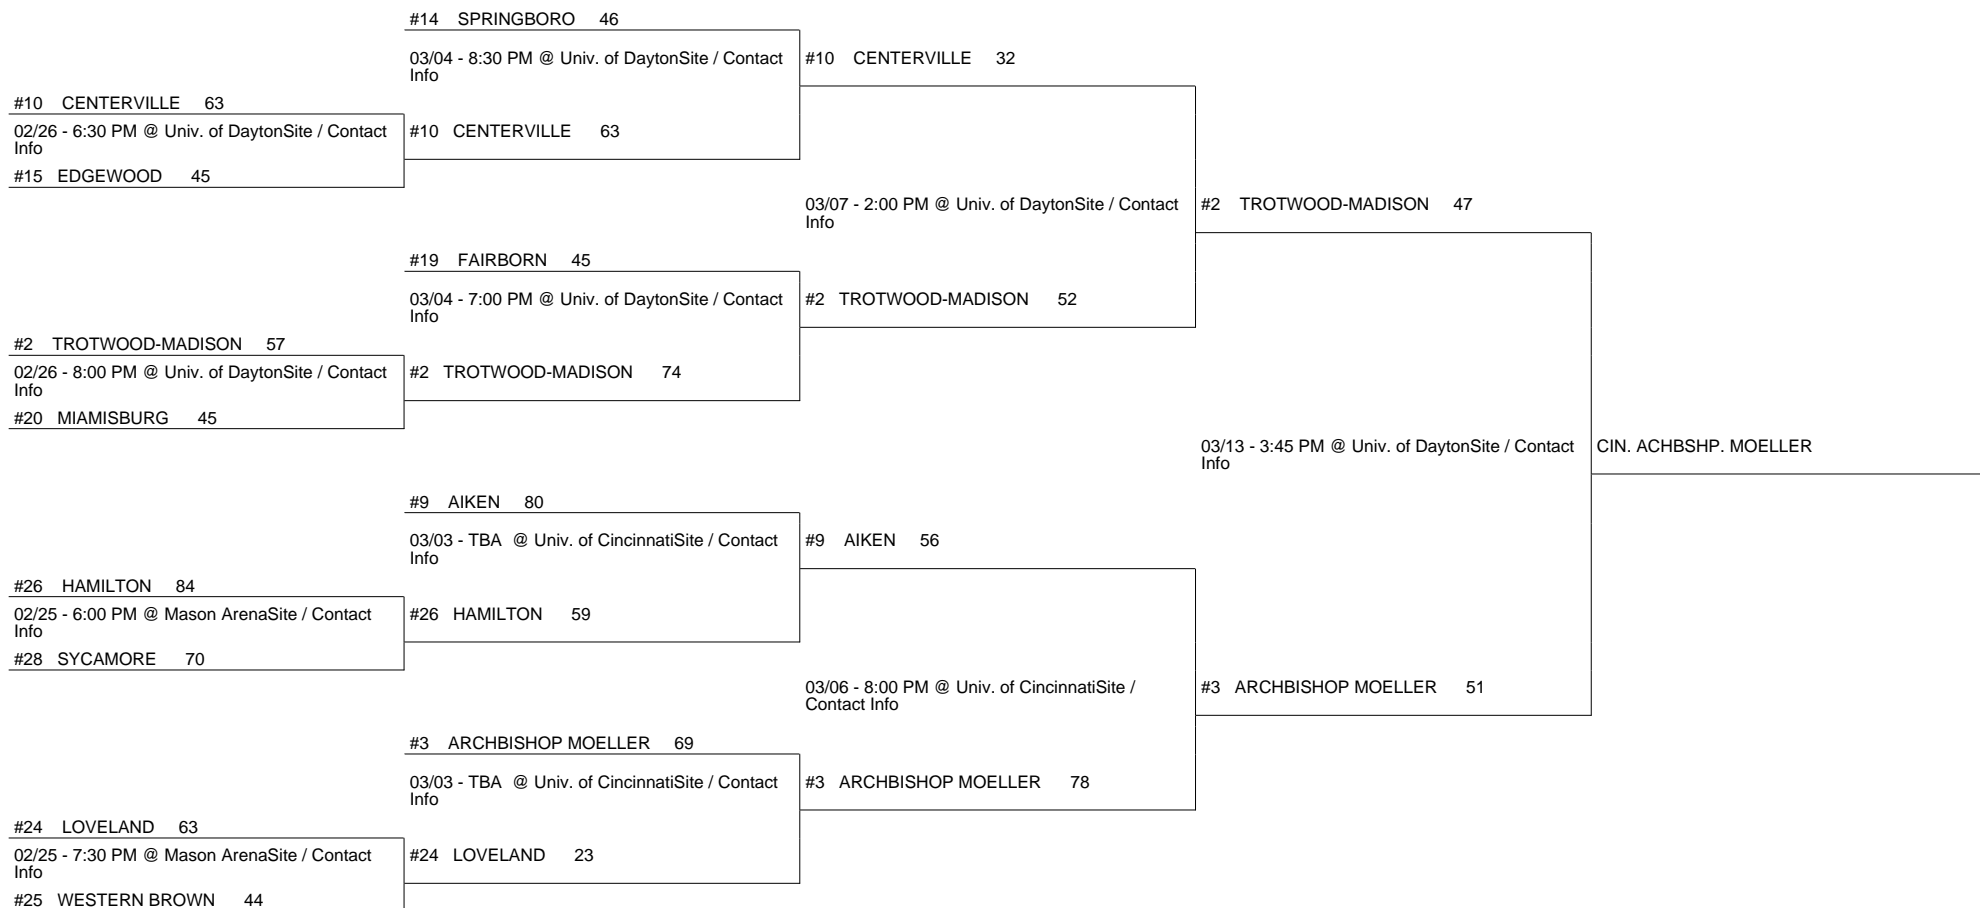 #14 SPRINGBORO 46
03/04 - 8:30 PM @ Univ. of DaytonSite / Contact
Info
#10 CENTERVILLE 32
#10 CENTERVILLE 63
02/26 - 6:30 PM @ Univ. of DaytonSite / Contact
Info
#10 CENTERVILLE 63
#15 EDGEWOOD 45
03/07 - 2:00 PM @ Univ. of DaytonSite / Contact
Info
#2 TROTWOOD-MADISON 47
#19 FAIRBORN 45
03/04 - 7:00 PM @ Univ. of DaytonSite / Contact
Info
#2 TROTWOOD-MADISON 52
#2 TROTWOOD-MADISON 57
02/26 - 8:00 PM @ Univ. of DaytonSite / Contact
Info
#2 TROTWOOD-MADISON 74
#20 MIAMISBURG 45
03/13 - 3:45 PM @ Univ. of DaytonSite / Contact
Info
CIN. ACHBSHP. MOELLER
#9 AIKEN 80
03/03 - TBA @ Univ. of CincinnatiSite / Contact
Info
#9 AIKEN 56
#26 HAMILTON 84
02/25 - 6:00 PM @ Mason ArenaSite / Contact
Info
#26 HAMILTON 59
#28 SYCAMORE 70
03/06 - 8:00 PM @ Univ. of CincinnatiSite /
Contact Info
#3 ARCHBISHOP MOELLER 51
#3 ARCHBISHOP MOELLER 69
03/03 - TBA @ Univ. of CincinnatiSite / Contact
Info
#3 ARCHBISHOP MOELLER 78
#24 LOVELAND 63
02/25 - 7:30 PM @ Mason ArenaSite / Contact
Info
#24 LOVELAND 23
#25 WESTERN BROWN 44